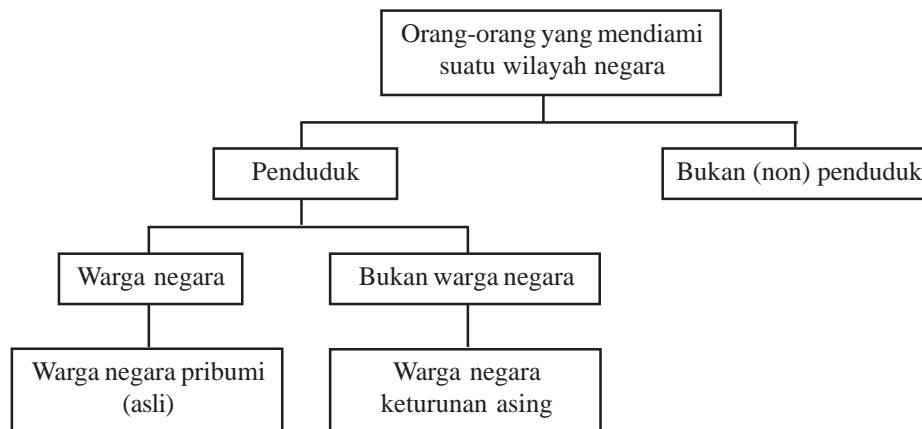 Orang-orang yang mendiami
suatu wilayah negara
Penduduk
Bukan (non) penduduk
Warga negara
Bukan warga negara
Warga negara pribumi
(asli)
Warga negara
keturunan asing